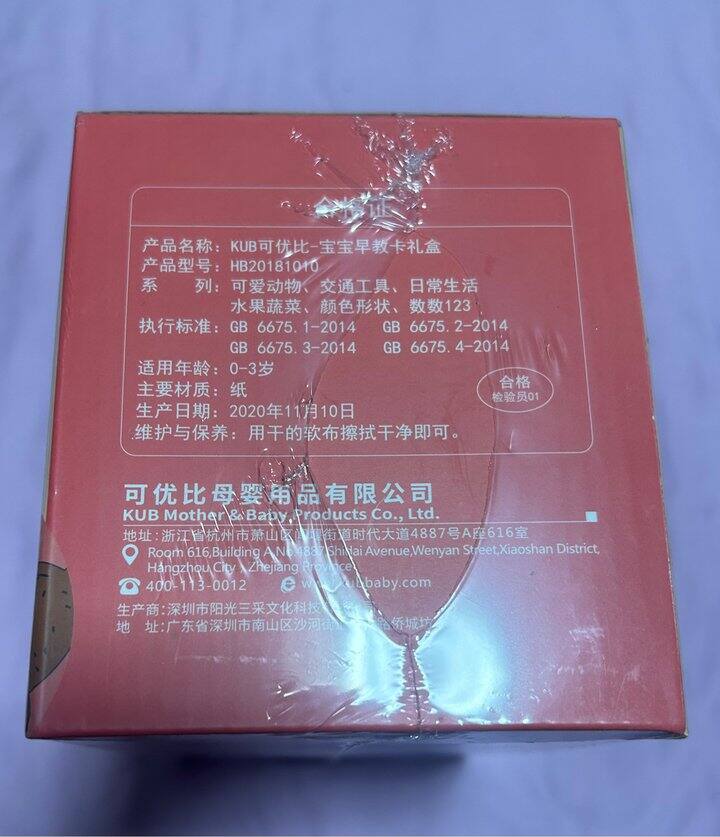 合格证
产品名称：KUB可优比-宝宝早教卡礼盒
产品型号：HB20181010
系 列：可爱动物、交通工具、日常生活
水果蔬菜、颜色形状、数数123
执行标准：GB 6675.1-2014 GB 6675.2-2014
GB 6675.3-2014 GB 6675.4-2014
适用年龄：0-3岁
主要材质：纸
生产日期：2020年11月10日
维护与保养：用干的软布擦拭干净即可。
合格
检验员01
可优比母婴用品有限公司
KUB Mother & Baby Products Co., Ltd.
地址：浙江省杭州市萧山区闻堰街道时代大道4887号A座616室
Room 616,Building A,No.4887 Shidai Avenue,Wenyan Street,Xiaoshan District,
Hangzhou City , Zhejiang Province
400-113-0012 www.kubbaby.com
生产商：深圳市阳光三采文化科技
地 址：广东省深圳市南山区沙河街 路侨城坊